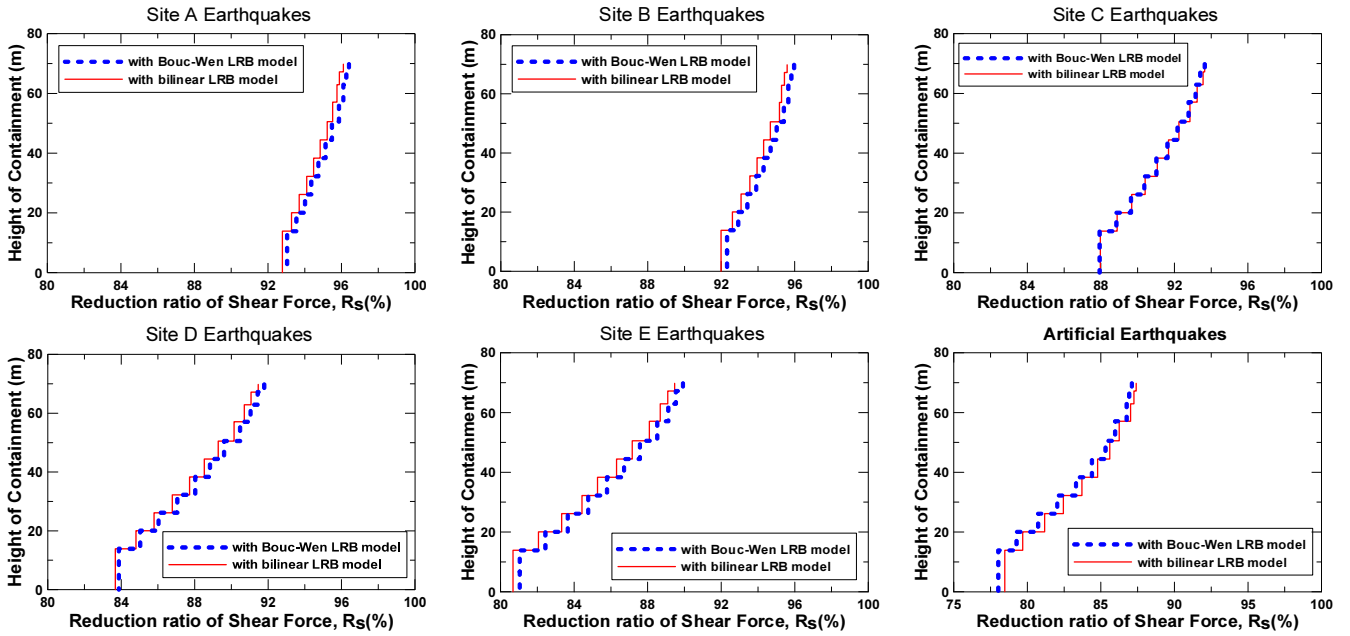 Site A Earthquakes
80
60
40
20
0
Height of Containment (m)
with Bouc-Wen LRB model
with bilinear LRB model
80 84 88 92 96 100
Reduction ratio of Shear Force, Rs(%)
Site B Earthquakes
80
60
40
20
0
Height of Containment (m)
with Bouc-Wen LRB model
with bilinear LRB model
80 84 88 92 96 100
Reduction ratio of Shear Force, Rs(%)
Site C Earthquakes
80
60
40
20
0
Height of Containment (m)
with Bouc-Wen LRB model
with bilinear LRB model
80 84 88 92 96 100
Reduction ratio of Shear Force, Rs(%)
Site D Earthquakes
80
60
40
20
0
Height of Containment (m)
with Bouc-Wen LRB model
with bilinear LRB model
80 84 88 92 96 100
Reduction ratio of Shear Force, Rs(%)
Site E Earthquakes
80
60
40
20
0
Height of Containment (m)
with Bouc-Wen LRB model
with bilinear LRB model
80 84 88 92 96 100
Reduction ratio of Shear Force, Rs(%)
Artificial Earthquakes
80
60
40
20
0
Height of Containment (m)
with Bouc-Wen LRB model
with bilinear LRB model
75 80 85 90 95 100
Reduction ratio of Shear Force, Rs(%)